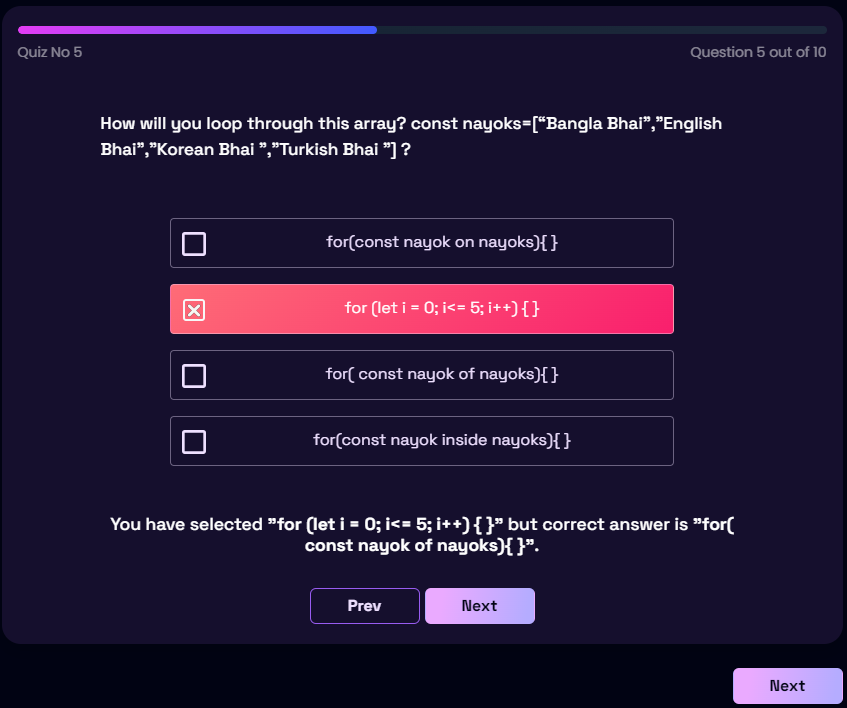 Quiz No 5
Question 5 out of 10
How will you loop through this array? const nayoks=[“Bangla Bhai”,”English
Bhai”,”Korean Bhai ”,”Turkish Bhai ”] ?
for(const nayok on nayoks){ }
for (let i = 0; i<= 5; i++) { }
for( const nayok of nayoks){ }
for(const nayok inside nayoks){ }
You have selected ”for (let i = 0; i<= 5; i++) { }” but correct answer is ”for(
const nayok of nayoks){ }”.
Prev
Next
Next